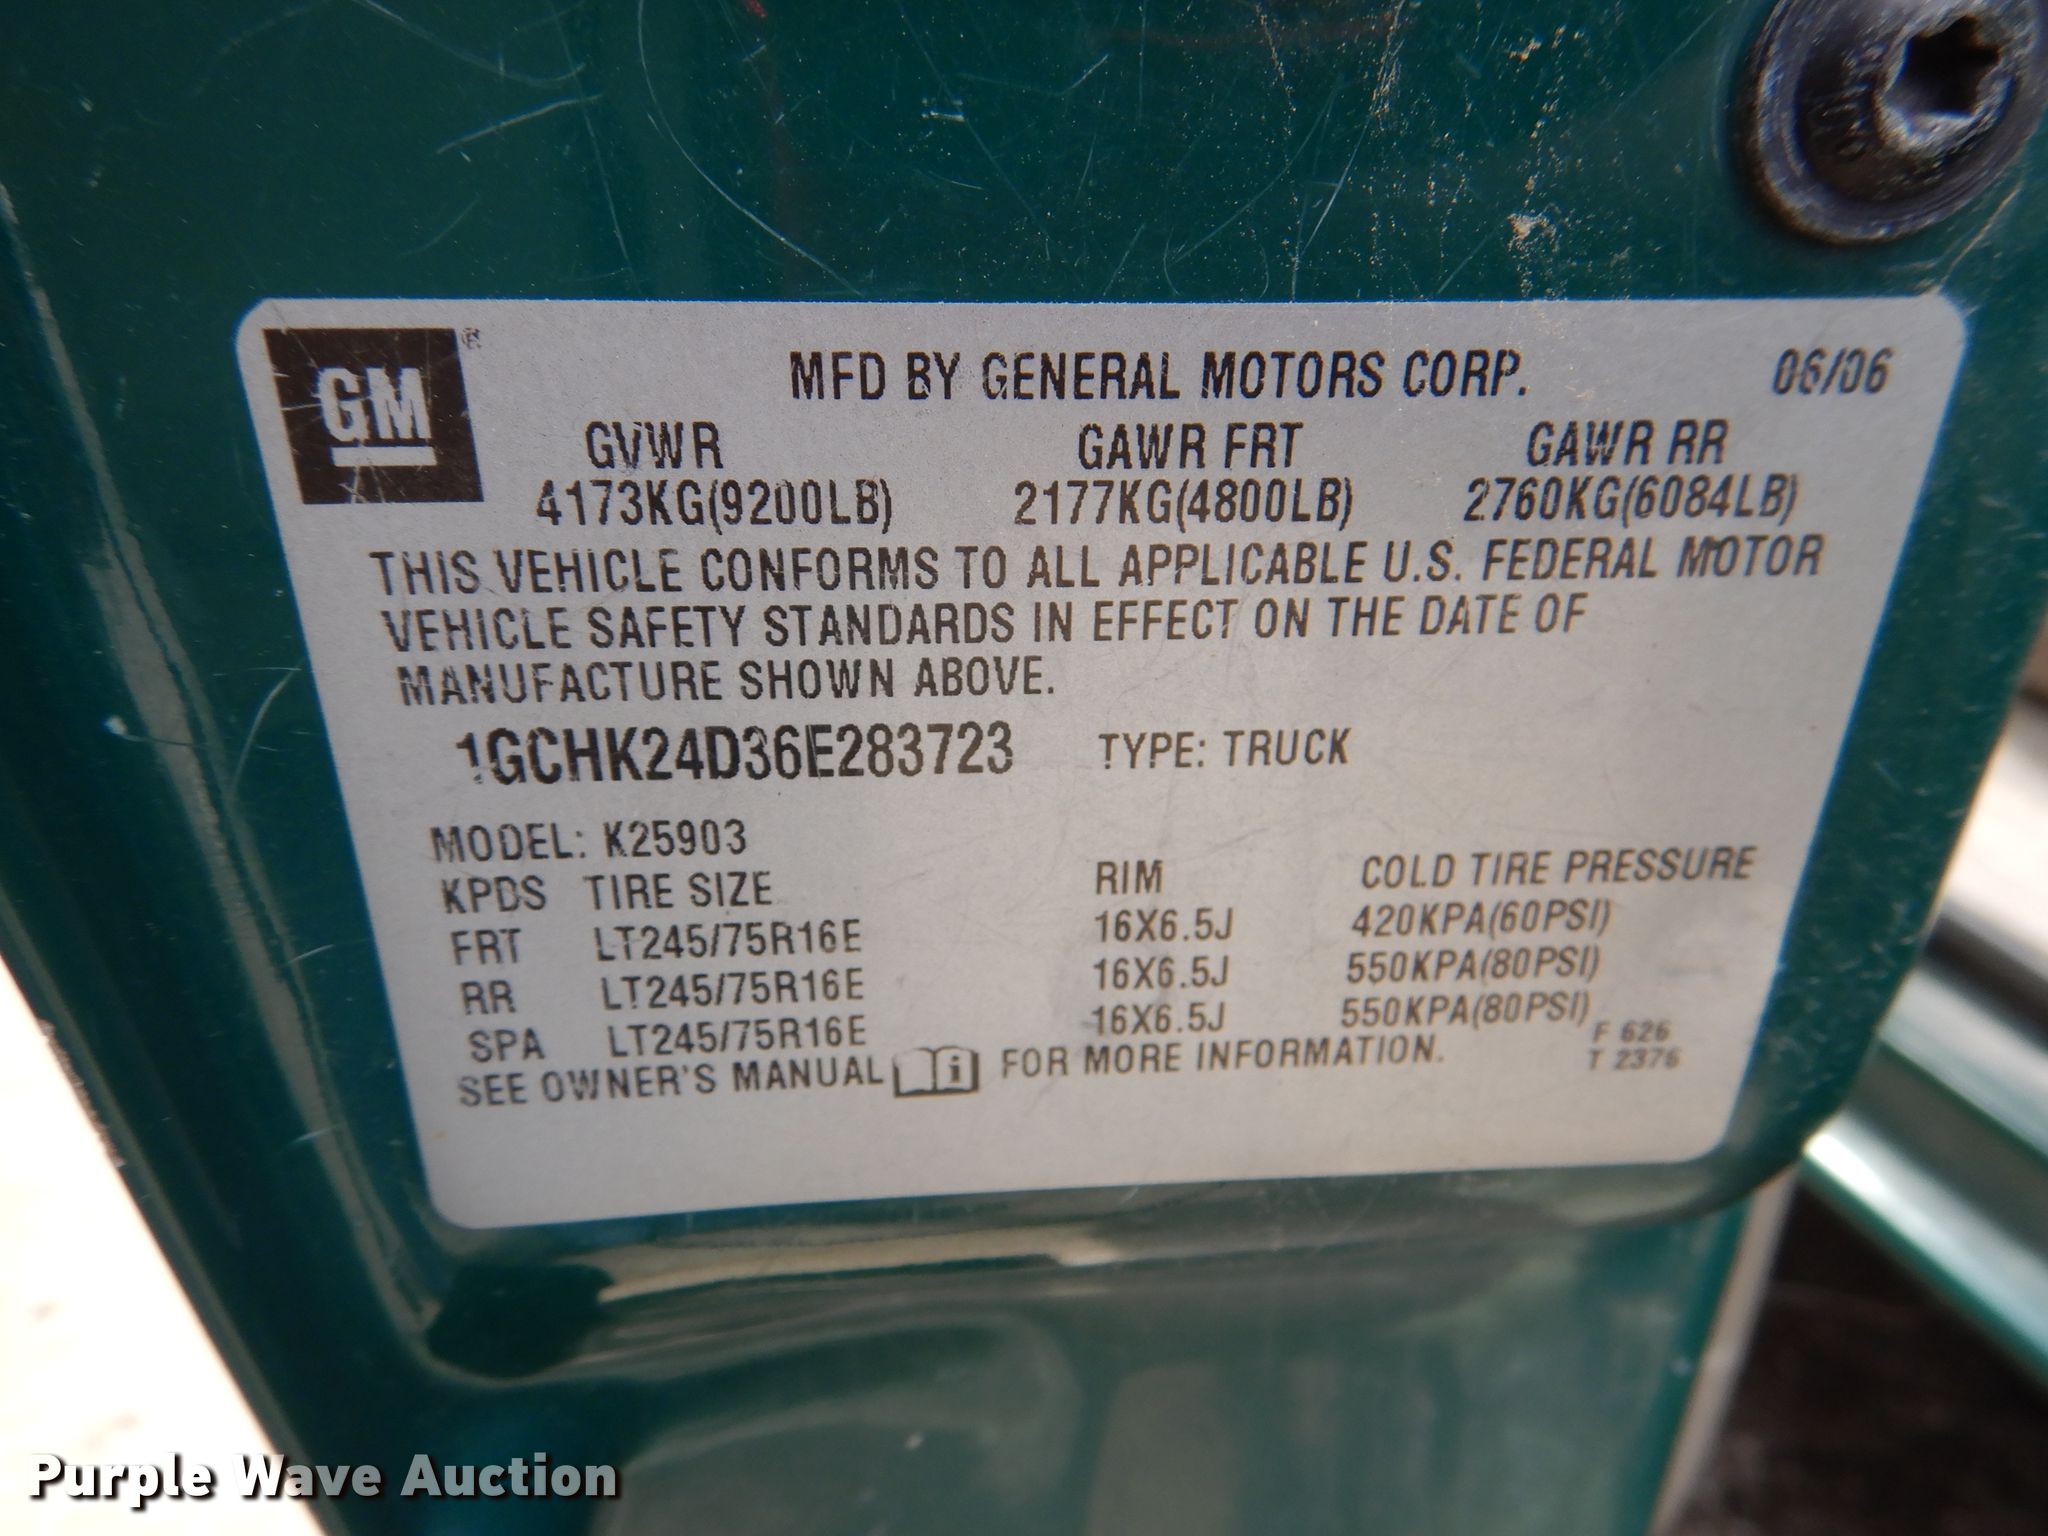 GM ®
MFD BY GENERAL MOTORS CORP. 06/06
GVWR GAWR FRT GAWR RR
4173KG(9200LB) 2177KG(4800LB) 2760KG(6084LB)
THIS VEHICLE CONFORMS TO ALL APPLICABLE U.S. FEDERAL MOTOR
VEHICLE SAFETY STANDARDS IN EFFECT ON THE DATE OF
MANUFACTURE SHOWN ABOVE.
1GCHK24D36E283723 TYPE: TRUCK
MODEL: K25903
KPDS TIRE SIZE RIM COLD TIRE PRESSURE
FRT LT245/75R16E 16X6.5J 420KPA(60PSI)
RR LT245/75R16E 16X6.5J 550KPA(80PSI)
SPA LT245/75R16E 16X6.5J 550KPA(80PSI)
SEE OWNER'S MANUAL FOR MORE INFORMATION.
F 626
T 2376
Purple Wave Auction